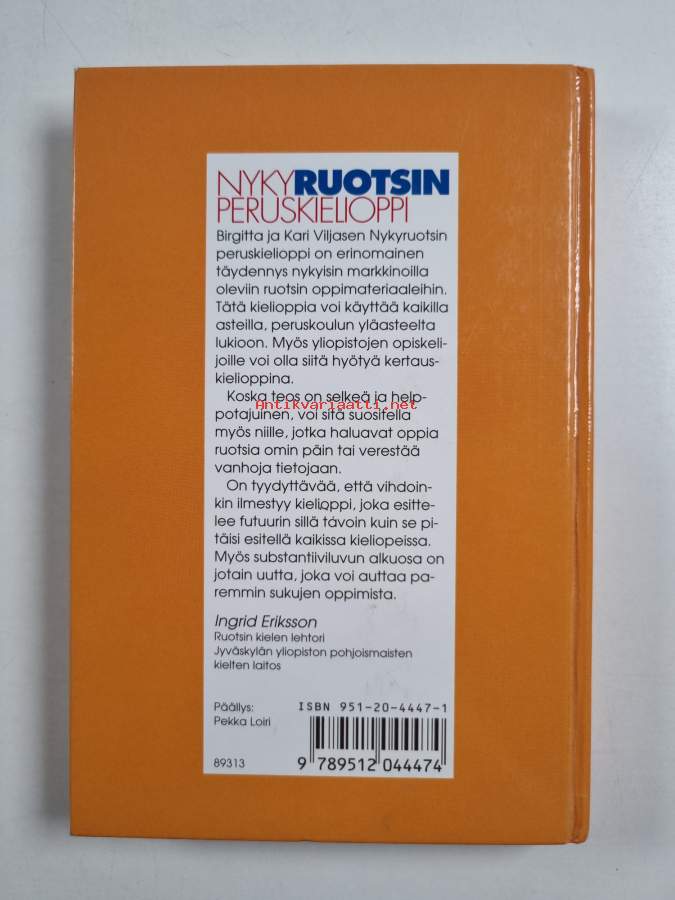 NYKYRUOTSIN
PERUSKIELIOPPI
Birgitta ja Kari Viljasen Nykyruotsin
peruskielioppi on erinomainen
täydennys nykyisin markkinoilla
oleviin ruotsin oppimateriaaleihin.
Tätä kielioppia voi käyttää kaikilla
asteilla, peruskoulun yläasteelta
lukioon. Myös yliopistojen opiskeli-
joille voi olla siitä hyötyä kertaus-
kielioppina.
Koska teos on selkeä ja help-
Antikvariaatti.net
potajuinen, voi sitä suositella
myös niille, jotka haluavat oppia
ruotsia omin päin tai verestää
vanhoja tietojaan.
On tyydyttävää, että vihdoin-
kin ilmestyy kielioppi, joka esitte-
lee futuurin sillä tavoin kuin se pi-
täisi esitellä kaikissa kieliopeissa.
Myös substantiiviluvun alkuosa on
jotain uutta, joka voi auttaa pa-
remmin sukujen oppimista.
Ingrid Eriksson
Ruotsin kielen lehtori
Jyväskylän yliopiston pohjoismaisten
kielten laitos
Päällys:
Pekka Loiri
ISBN 951-20-4447-1
9 789512 044474
89313